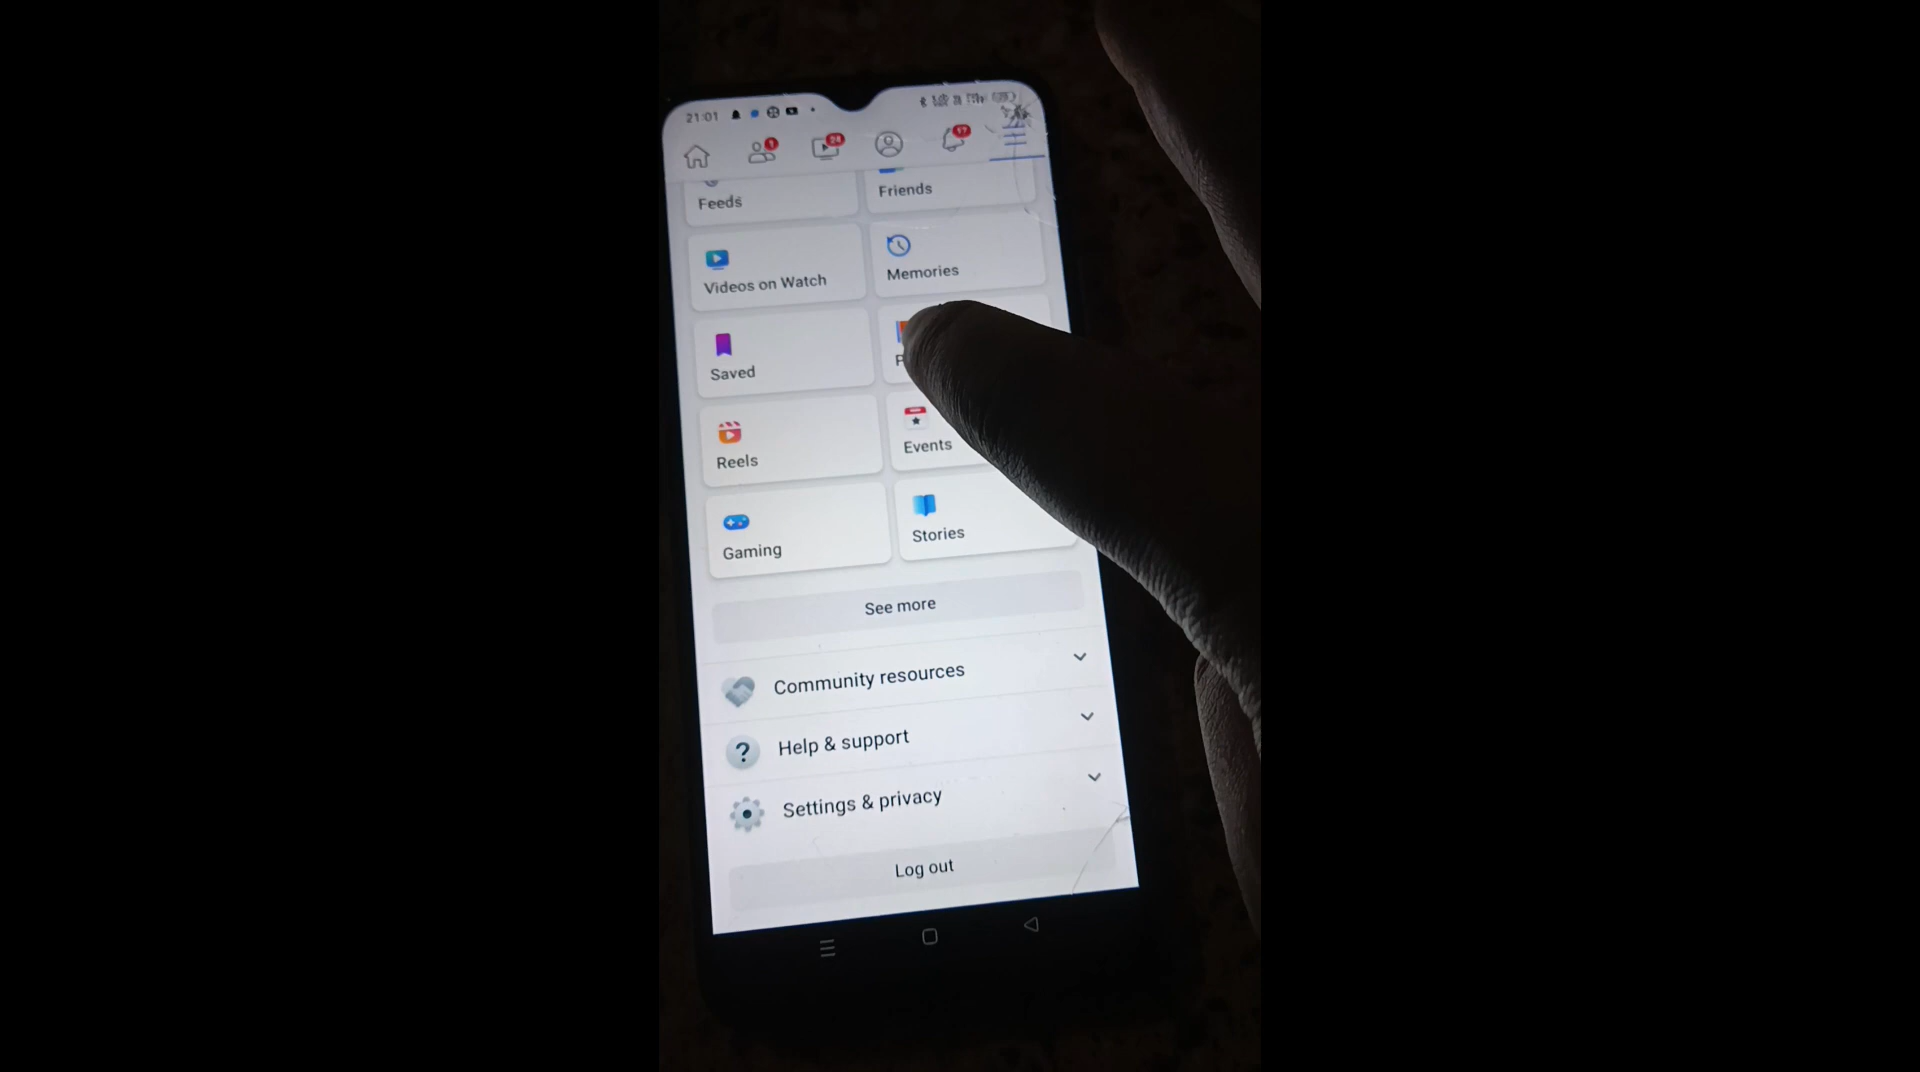 21:01
Feeds
Friends
Videos on Watch
Memories
Saved
Reels
Events
Gaming
Stories
See more
Community resources
Help & support
Settings & privacy
Log out